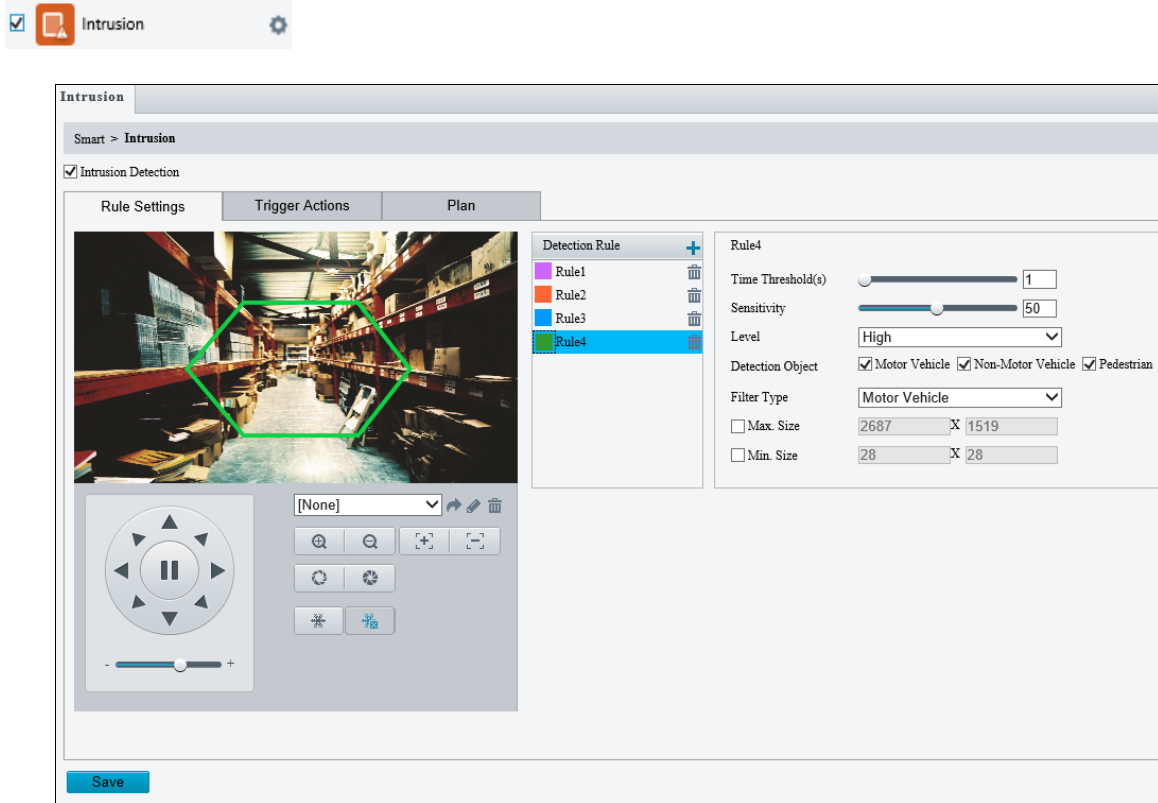 Intrusion
Intrusion
Smart > Intrusion
Intrusion Detection
Rule Settings Trigger Actions Plan
Detection Rule
Rule1
Rule2
Rule3
Rule4
Rule4
Time Threshold(s) 1
Sensitivity 50
Level High
Detection Object Motor Vehicle Non-Motor Vehicle Pedestrian
Filter Type Motor Vehicle
Max. Size 2687 X 1519
Min. Size 28 X 28
[None]
- +
Save